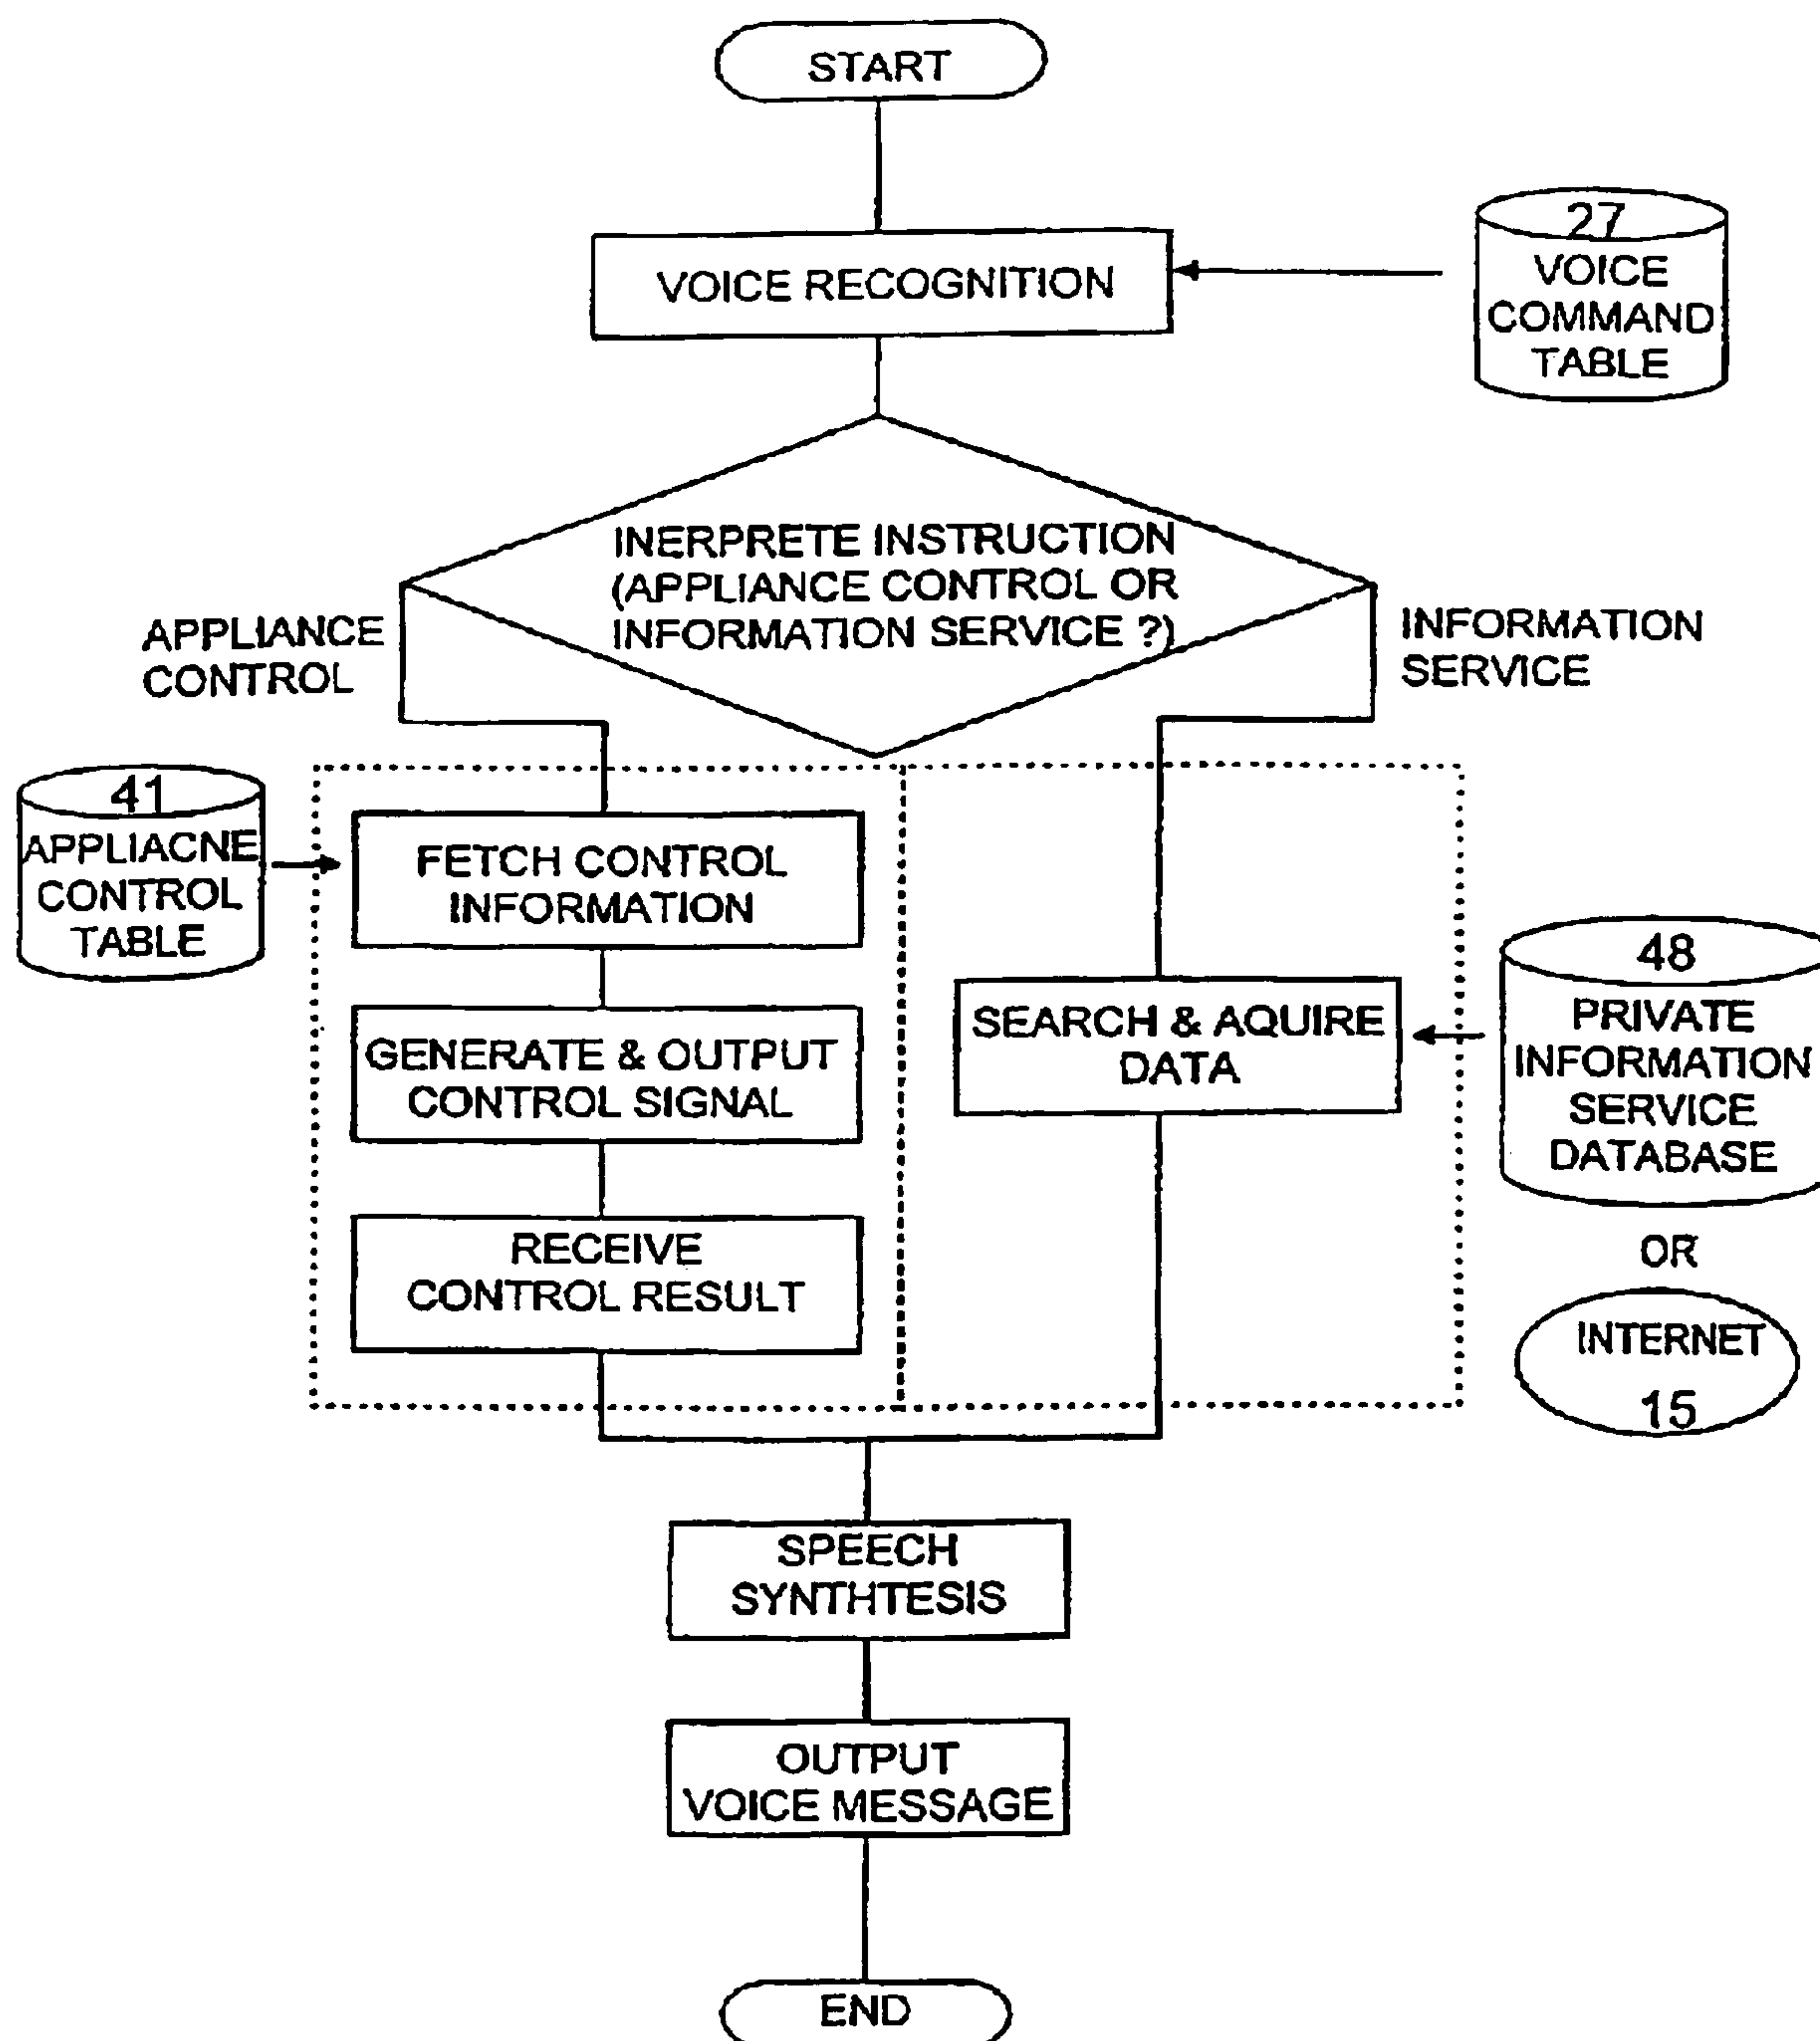 START
27
VOICE
COMMAND
TABLE
VOICE RECOGNITION
INERPRETE INSTRUCTION
(APPLIANCE CONTROL OR
INFORMATION SERVICE ?)
APPLIANCE
CONTROL
INFORMATION
SERVICE
41
APPLIACNE
CONTROL
TABLE
FETCH CONTROL
INFORMATION
GENERATE & OUTPUT
CONTROL SIGNAL
RECEIVE
CONTROL RESULT
SEARCH & AQUIRE
DATA
48
PRIVATE
INFORMATION
SERVICE
DATABASE
OR
INTERNET
15
SPEECH
SYNTHTESIS
OUTPUT
VOICE MESSAGE
END